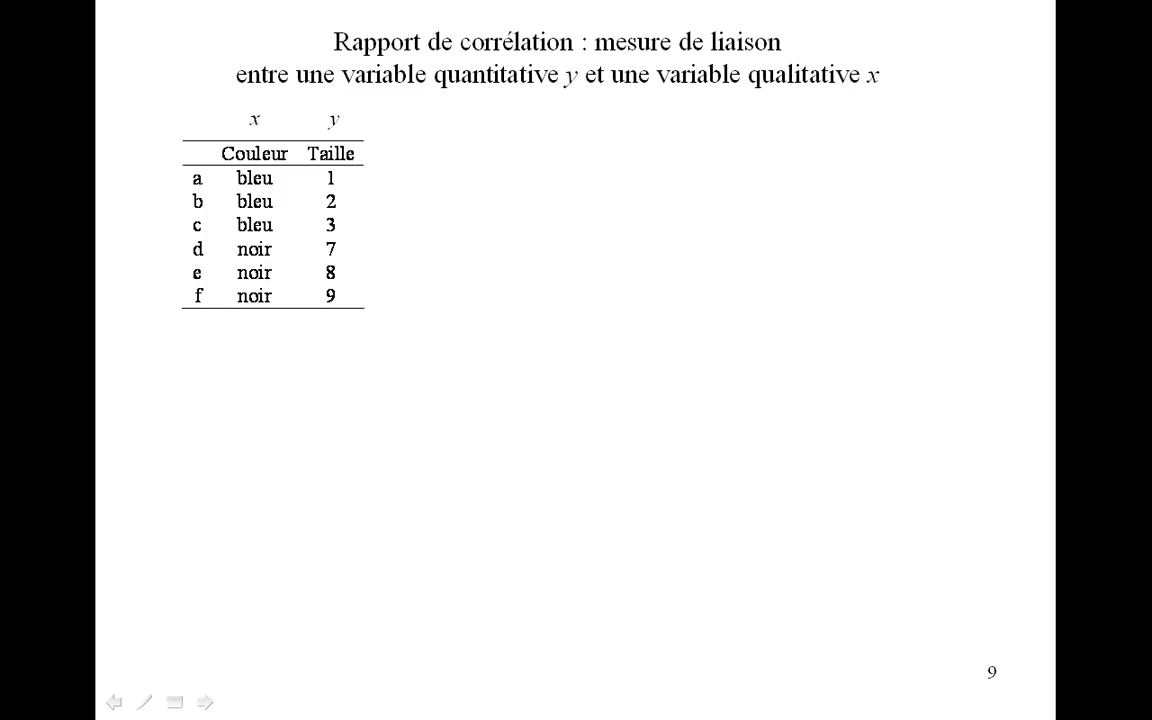 Rapport de corrélation : mesure de liaison
entre une variable quantitative y et une variable qualitative x
x y
Couleur Taille
a bleu 1
b bleu 2
c bleu 3
d noir 7
e noir 8
f noir 9
9